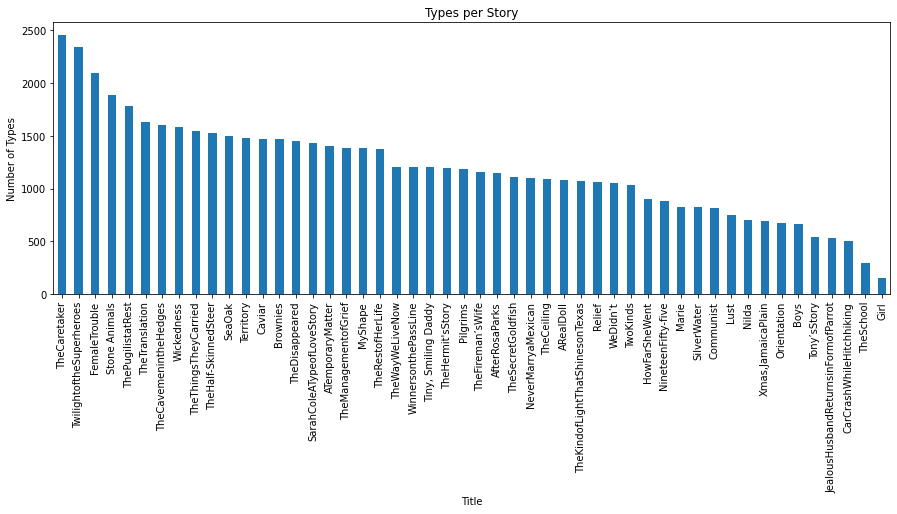 Types per Story
Number of Types
2500
2000
1500
1000
500
0
TheCaretaker
TwilightoftheSuperheroes
FemaleTrouble
Stone Animals
ThePugilistatRest
TheTranslation
TheCavemenintheHedges
Wickedness
TheThingsTheyCarried
TheHalf-SkinnedSteer
SeaOak
Territory
Caviar
Brownies
TheDisappeared
SarahColeATypeofLoveStory
ATemporaryMatter
TheManagementofGrief
MyShape
TheRestofHerLife
TheWayWeLiveNow
WinnersonthePassLine
Tiny, Smiling Daddy
TheHermit'sStory
Pilgrims
TheFireman'sWife
AfterRosaParks
TheSecretGoldfish
NeverMarryaMexican
TheCeiling
ARealDoll
TheKindofLightThatShinesonTexas
Relief
WeDidn't
TwoKinds
HowFarSheWent
NineteenFifty-five
Marie
SilverWater
Communist
Lust
Nilda
Xmas,JamaicaPlain
Orientation
Boys
Tony'sStory
JealousHusbandReturnsinFormofParrot
CarCrashWhileHitchhiking
TheSchool
Girl
Title